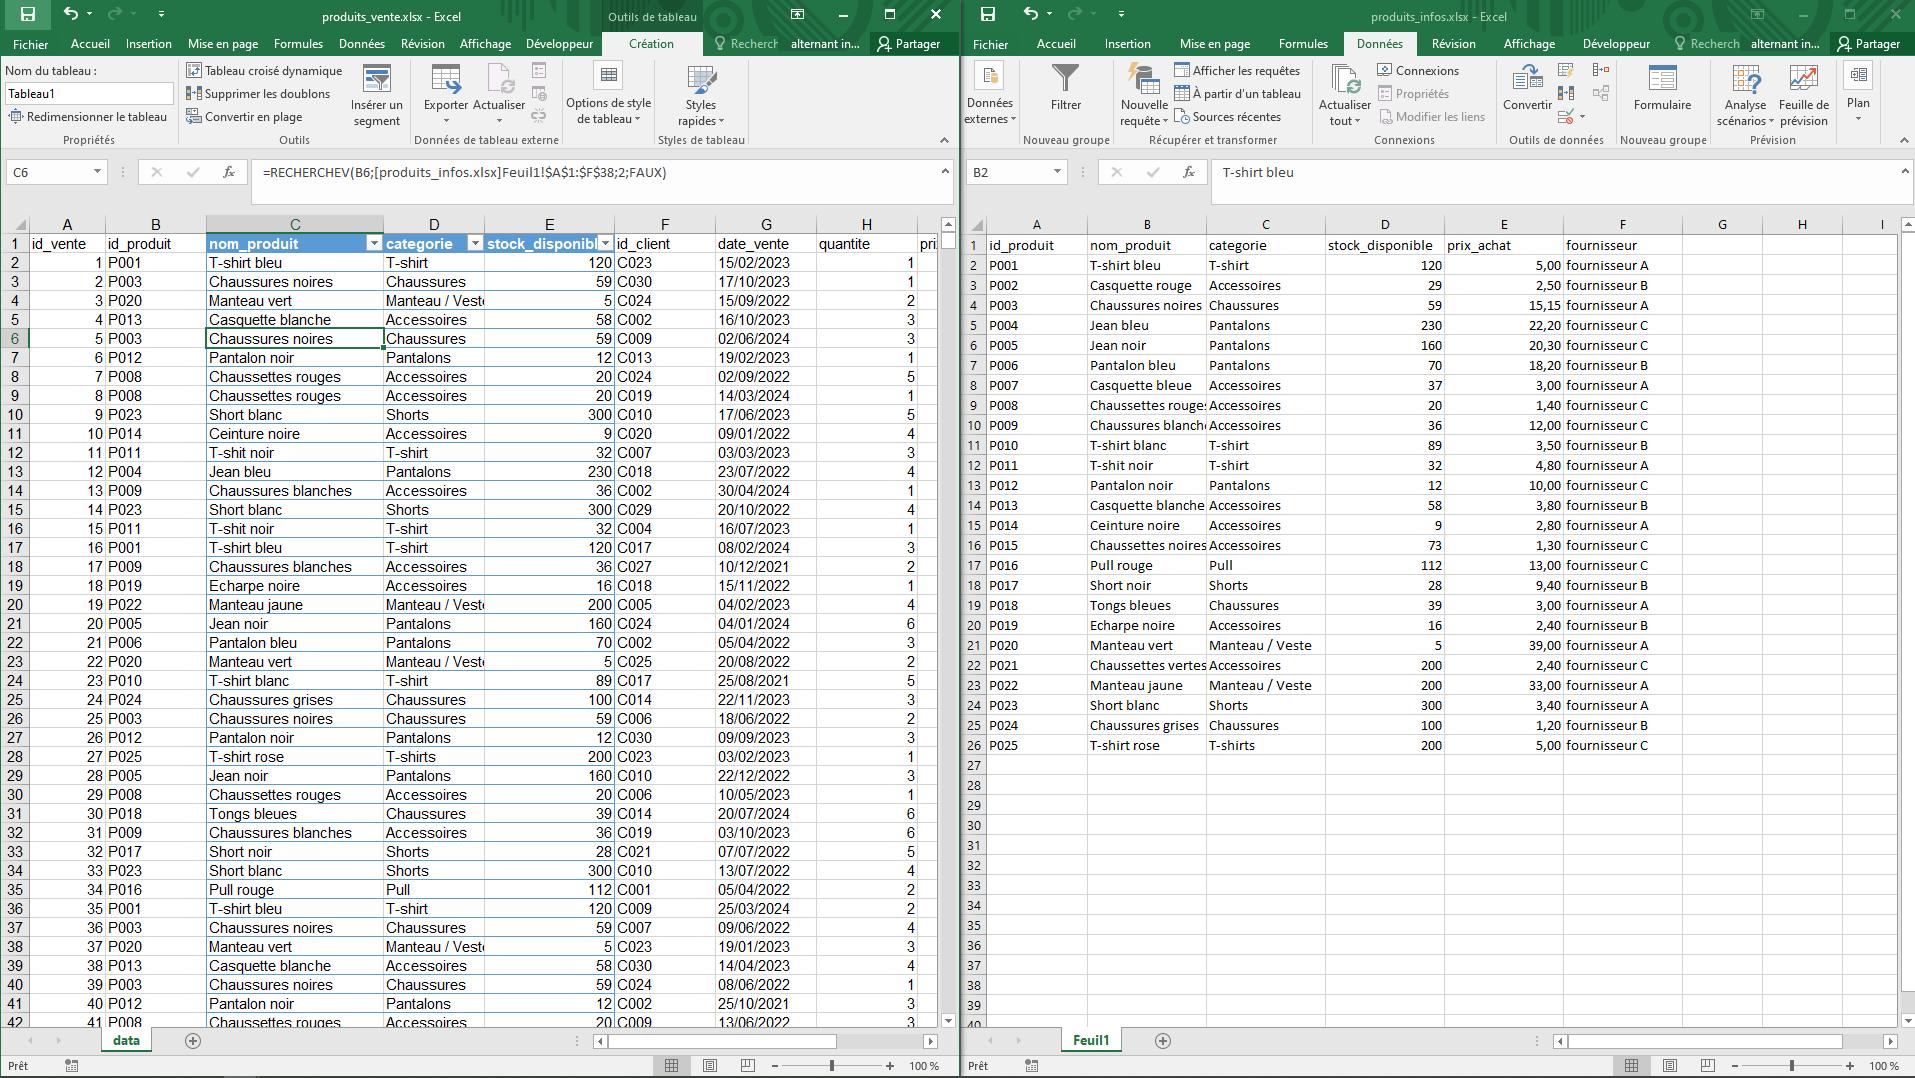 produits_vente.xlsx - Excel
Outils de tableau
Fichier Accueil Insertion Mise en page Formules Données Révision Affichage Développeur Création Recherch alternant in... Partager
Nom du tableau :
Tableau1
Redimensionner le tableau
Propriétés
Tableau croisé dynamique
Supprimer les doublons
Convertir en plage
Insérer un segment
Outils
Exporter Actualiser
Données de tableau externe
Options de style de tableau
Styles rapides
Styles de tableau
C6 fx =RECHERCHEV(B6;[produits_infos.xlsx]Feuil1!$A$1:$F$38;2;FAUX)
A B C D E F G H
1 id_vente id_produit nom_produit categorie stock_disponibl id_client date_vente quantite pri
2 1 P001 T-shirt bleu T-shirt 120 C023 15/02/2023 1
3 2 P003 Chaussures noires Chaussures 59 C030 17/10/2023 1
4 3 P020 Manteau vert Manteau / Veste 5 C024 15/09/2022 2
5 4 P013 Casquette blanche Accessoires 58 C002 16/10/2023 3
6 5 P003 Chaussures noires Chaussures 59 C009 02/06/2024 3
7 6 P012 Pantalon noir Pantalons 12 C013 19/02/2023 1
8 7 P008 Chaussettes rouges Accessoires 20 C024 02/09/2022 5
9 8 P008 Chaussettes rouges Accessoires 20 C019 14/03/2024 1
10 9 P023 Short blanc Shorts 300 C010 17/06/2023 5
11 10 P014 Ceinture noire Accessoires 9 C020 09/01/2022 4
12 11 P011 T-shit noir T-shirt 32 C007 03/03/2023 3
13 12 P004 Jean bleu Pantalons 230 C018 23/07/2022 4
14 13 P009 Chaussures blanches Accessoires 36 C002 30/04/2024 1
15 14 P023 Short blanc Shorts 300 C029 20/10/2022 4
16 15 P011 T-shit noir T-shirt 32 C004 16/07/2023 1
17 16 P001 T-shirt bleu T-shirt 120 C017 08/02/2024 3
18 17 P009 Chaussures blanches Accessoires 36 C027 10/12/2021 2
19 18 P019 Echarpe noire Accessoires 16 C018 15/11/2022 1
20 19 P022 Manteau jaune Manteau / Veste 200 C005 04/02/2023 4
21 20 P005 Jean noir Pantalons 160 C024 04/01/2024 6
22 21 P006 Pantalon bleu Pantalons 70 C002 05/04/2022 3
23 22 P020 Manteau vert Manteau / Veste 5 C025 20/08/2022 2
24 23 P010 T-shirt blanc T-shirt 89 C017 25/08/2021 5
25 24 P024 Chaussures grises Chaussures 100 C014 22/11/2023 3
26 25 P003 Chaussures noires Chaussures 59 C006 18/06/2022 2
27 26 P012 Pantalon noir Pantalons 12 C030 09/09/2023 3
28 27 P025 T-shirt rose T-shirts 200 C023 03/02/2023 1
29 28 P005 Jean noir Pantalons 160 C010 22/12/2022 3
30 29 P008 Chaussettes rouges Accessoires 20 C006 10/05/2023 1
31 30 P018 Tongs bleues Chaussures 39 C014 20/07/2024 6
32 31 P009 Chaussures blanches Accessoires 36 C019 03/10/2023 6
33 32 P017 Short noir Shorts 28 C021 07/07/2022 5
34 33 P023 Short blanc Shorts 300 C010 13/07/2022 4
35 34 P016 Pull rouge Pull 112 C001 05/04/2022 2
36 35 P001 T-shirt bleu T-shirt 120 C009 25/03/2024 2
37 36 P003 Chaussures noires Chaussures 59 C007 09/06/2022 4
38 37 P020 Manteau vert Manteau / Veste 5 C023 19/01/2023 3
39 38 P013 Casquette blanche Accessoires 58 C030 14/04/2023 4
40 39 P003 Chaussures noires Chaussures 59 C024 08/06/2022 1
41 40 P012 Pantalon noir Pantalons 12 C002 25/10/2021 3
42 41 P008 Chaussettes rouges Accessoires 20 C009 13/06/2022 3
data
Prêt 100 %
produits_infos.xlsx - Excel
Fichier Accueil Insertion Mise en page Formules Données Révision Affichage Développeur Recherch alternant in... Partager
Données externes
Filtrer
Nouveau groupe
Nouvelle requête
Afficher les requêtes
À partir d'un tableau
Sources récentes
Récupérer et transformer
Actualiser tout
Connexions
Propriétés
Modifier les liens
Connexions
Convertir
Outils de données
Formulaire
Nouveau groupe
Analyse scénarios
Feuille de prévision
Prévision
Plan
B2 fx T-shirt bleu
A B C D E F G H I
1 id_produit nom_produit categorie stock_disponible prix_achat fournisseur
2 P001 T-shirt bleu T-shirt 120 5,00 fournisseur A
3 P002 Casquette rouge Accessoires 29 2,50 fournisseur B
4 P003 Chaussures noires Chaussures 59 15,15 fournisseur A
5 P004 Jean bleu Pantalons 230 22,20 fournisseur C
6 P005 Jean noir Pantalons 160 20,30 fournisseur C
7 P006 Pantalon bleu Pantalons 70 18,20 fournisseur B
8 P007 Casquette bleue Accessoires 37 3,00 fournisseur A
9 P008 Chaussettes rouges Accessoires 20 1,40 fournisseur C
10 P009 Chaussures blanche Accessoires 36 12,00 fournisseur C
11 P010 T-shirt blanc T-shirt 89 3,50 fournisseur B
12 P011 T-shit noir T-shirt 32 4,80 fournisseur A
13 P012 Pantalon noir Pantalons 12 10,00 fournisseur C
14 P013 Casquette blanche Accessoires 58 3,80 fournisseur B
15 P014 Ceinture noire Accessoires 9 2,80 fournisseur A
16 P015 Chaussettes noires Accessoires 73 1,30 fournisseur C
17 P016 Pull rouge Pull 112 13,00 fournisseur C
18 P017 Short noir Shorts 28 9,40 fournisseur B
19 P018 Tongs bleues Chaussures 39 3,00 fournisseur A
20 P019 Echarpe noire Accessoires 16 2,40 fournisseur B
21 P020 Manteau vert Manteau / Veste 5 39,00 fournisseur A
22 P021 Chaussettes vertes Accessoires 200 2,40 fournisseur C
23 P022 Manteau jaune Manteau / Veste 200 33,00 fournisseur A
24 P023 Short blanc Shorts 300 3,40 fournisseur A
25 P024 Chaussures grises Chaussures 100 1,20 fournisseur B
26 P025 T-shirt rose T-shirts 200 5,00 fournisseur C
27
28
29
30
31
32
33
34
35
36
37
38
39
40
Feuil1
Prêt 100 %